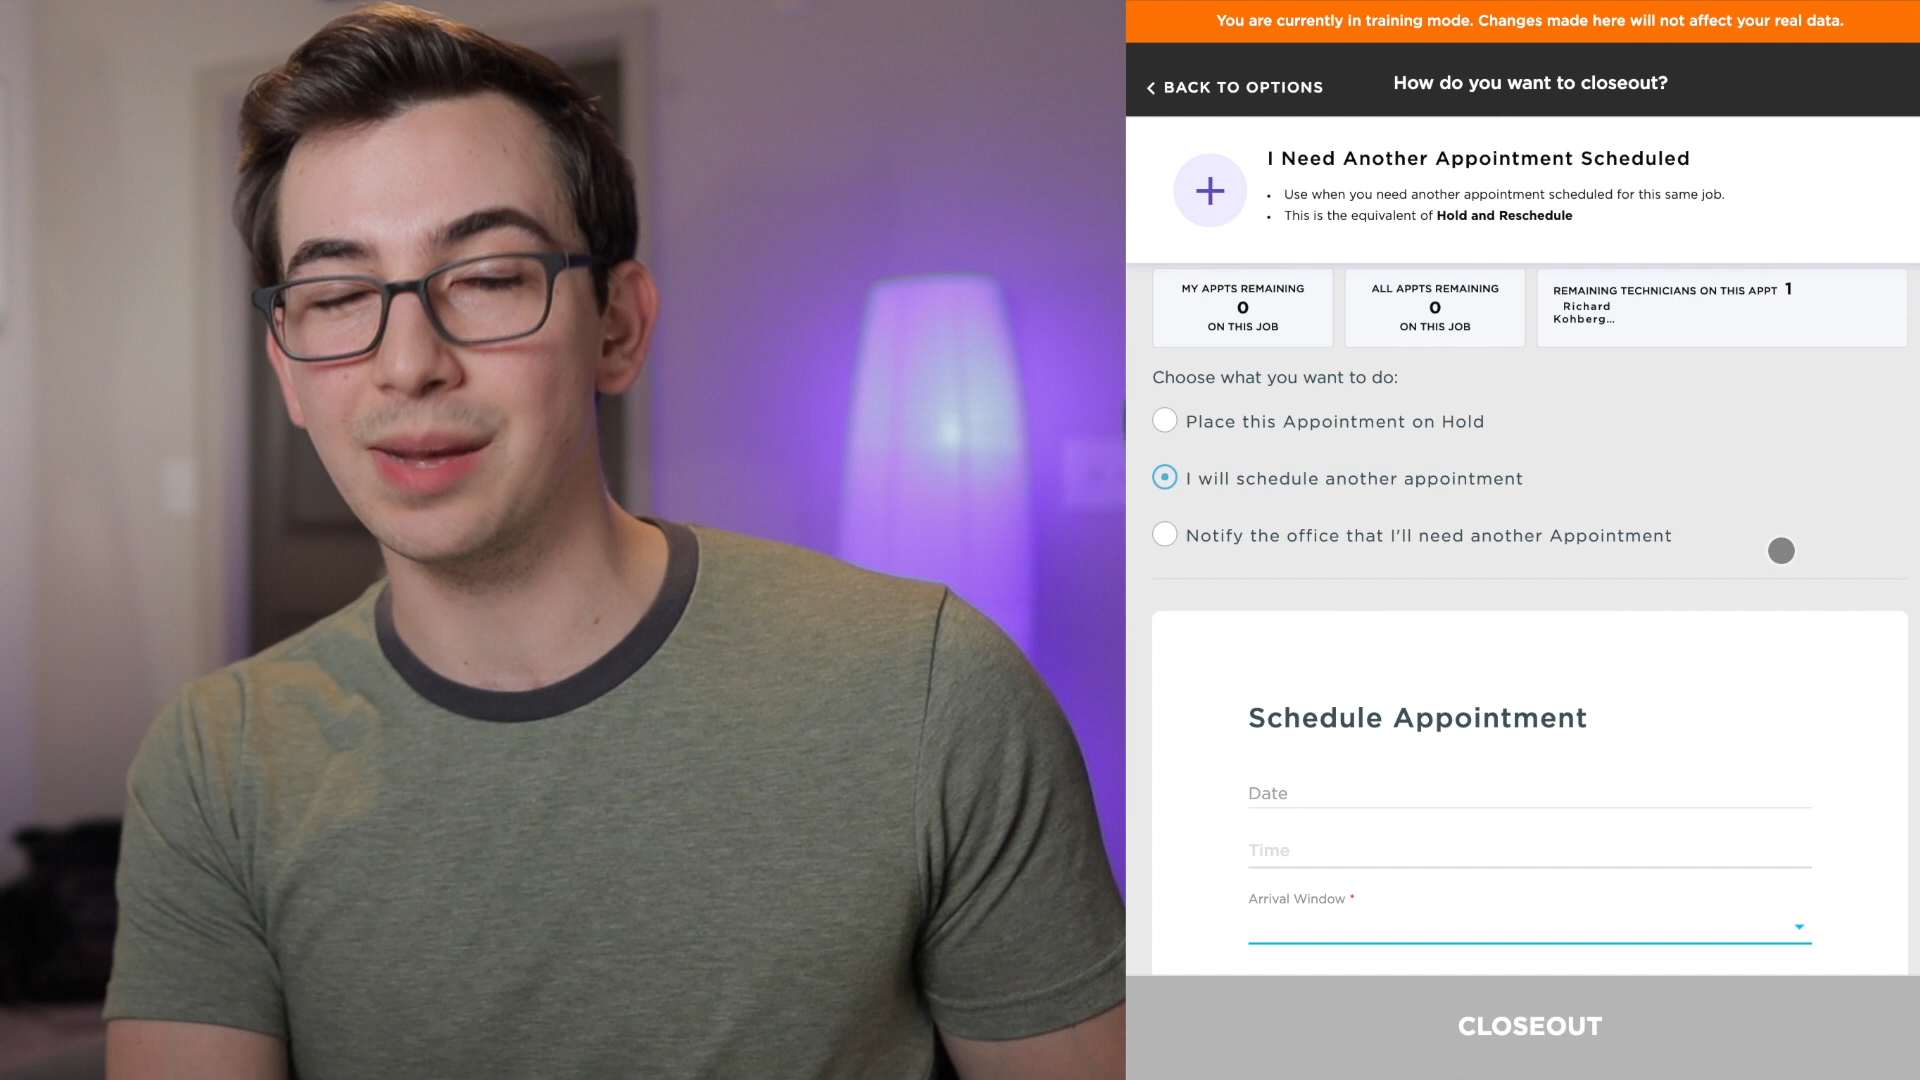 You are currently in training mode. Changes made here will not affect your real data.
BACK TO OPTIONS
How do you want to closeout?
I Need Another Appointment Scheduled
Use when you need another appointment scheduled for this same job.
This is the equivalent of Hold and Reschedule
MY APPTS REMAINING
0
ON THIS JOB
ALL APPTS REMAINING
0
ON THIS JOB
REMAINING TECHNICIANS ON THIS APPT 1
Richard
Kohberg...
Choose what you want to do:
Place this Appointment on Hold
I will schedule another appointment
Notify the office that I'll need another Appointment
Schedule Appointment
Date
Time
Arrival Window *
CLOSEOUT